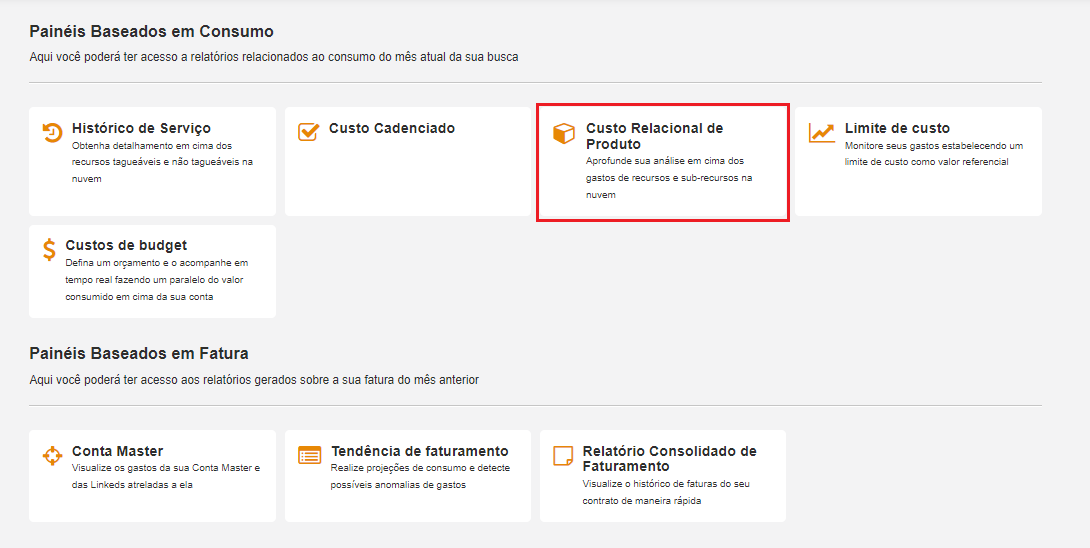 Painéis Baseados em Consumo
Aqui você poderá ter acesso a relatórios relacionados ao consumo do mês atual da sua busca
Histórico de Serviço
Obtenha detalhamento em cima dos
recursos tagueáveis e não tagueáveis na
nuvem
Custo Cadenciado
Custo Relacional de
Produto
Aprofunde sua análise em cima dos
gastos de recursos e sub-recursos na
nuvem
Limite de custo
Monitore seus gastos estabelecendo um
limite de custo como valor referencial
Custos de budget
Defina um orçamento e o acompanhe em
tempo real fazendo um paralelo do valor
consumido em cima da sua conta
Painéis Baseados em Fatura
Aqui você poderá ter acesso aos relatórios gerados sobre a sua fatura do mês anterior
Conta Master
Visualize os gastos da sua Conta Master e
das Linkeds atreladas a ela
Tendência de faturamento
Realize projeções de consumo e detecte
possíveis anomalias de gastos
Relatório Consolidado de
Faturamento
Visualize o histórico de faturas do seu
contrato de maneira rápida